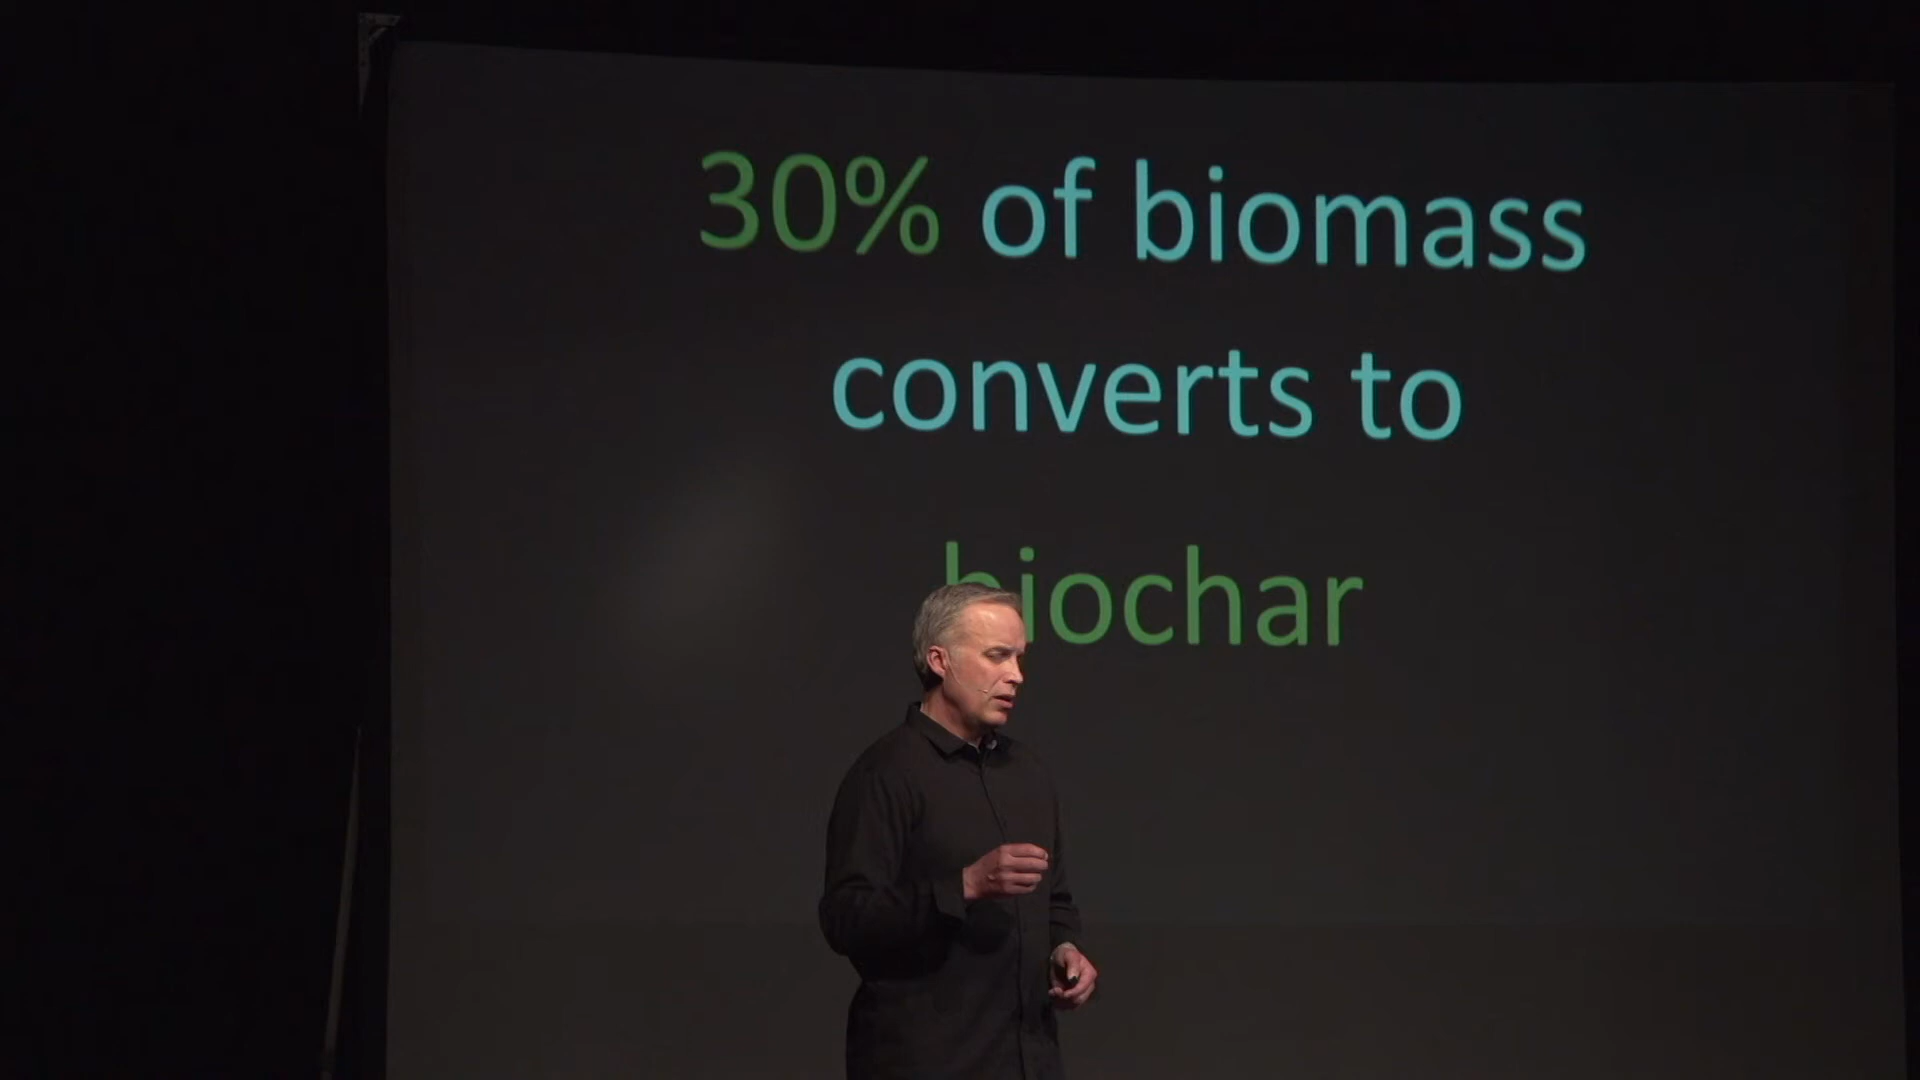 30% of biomass
converts to
biochar